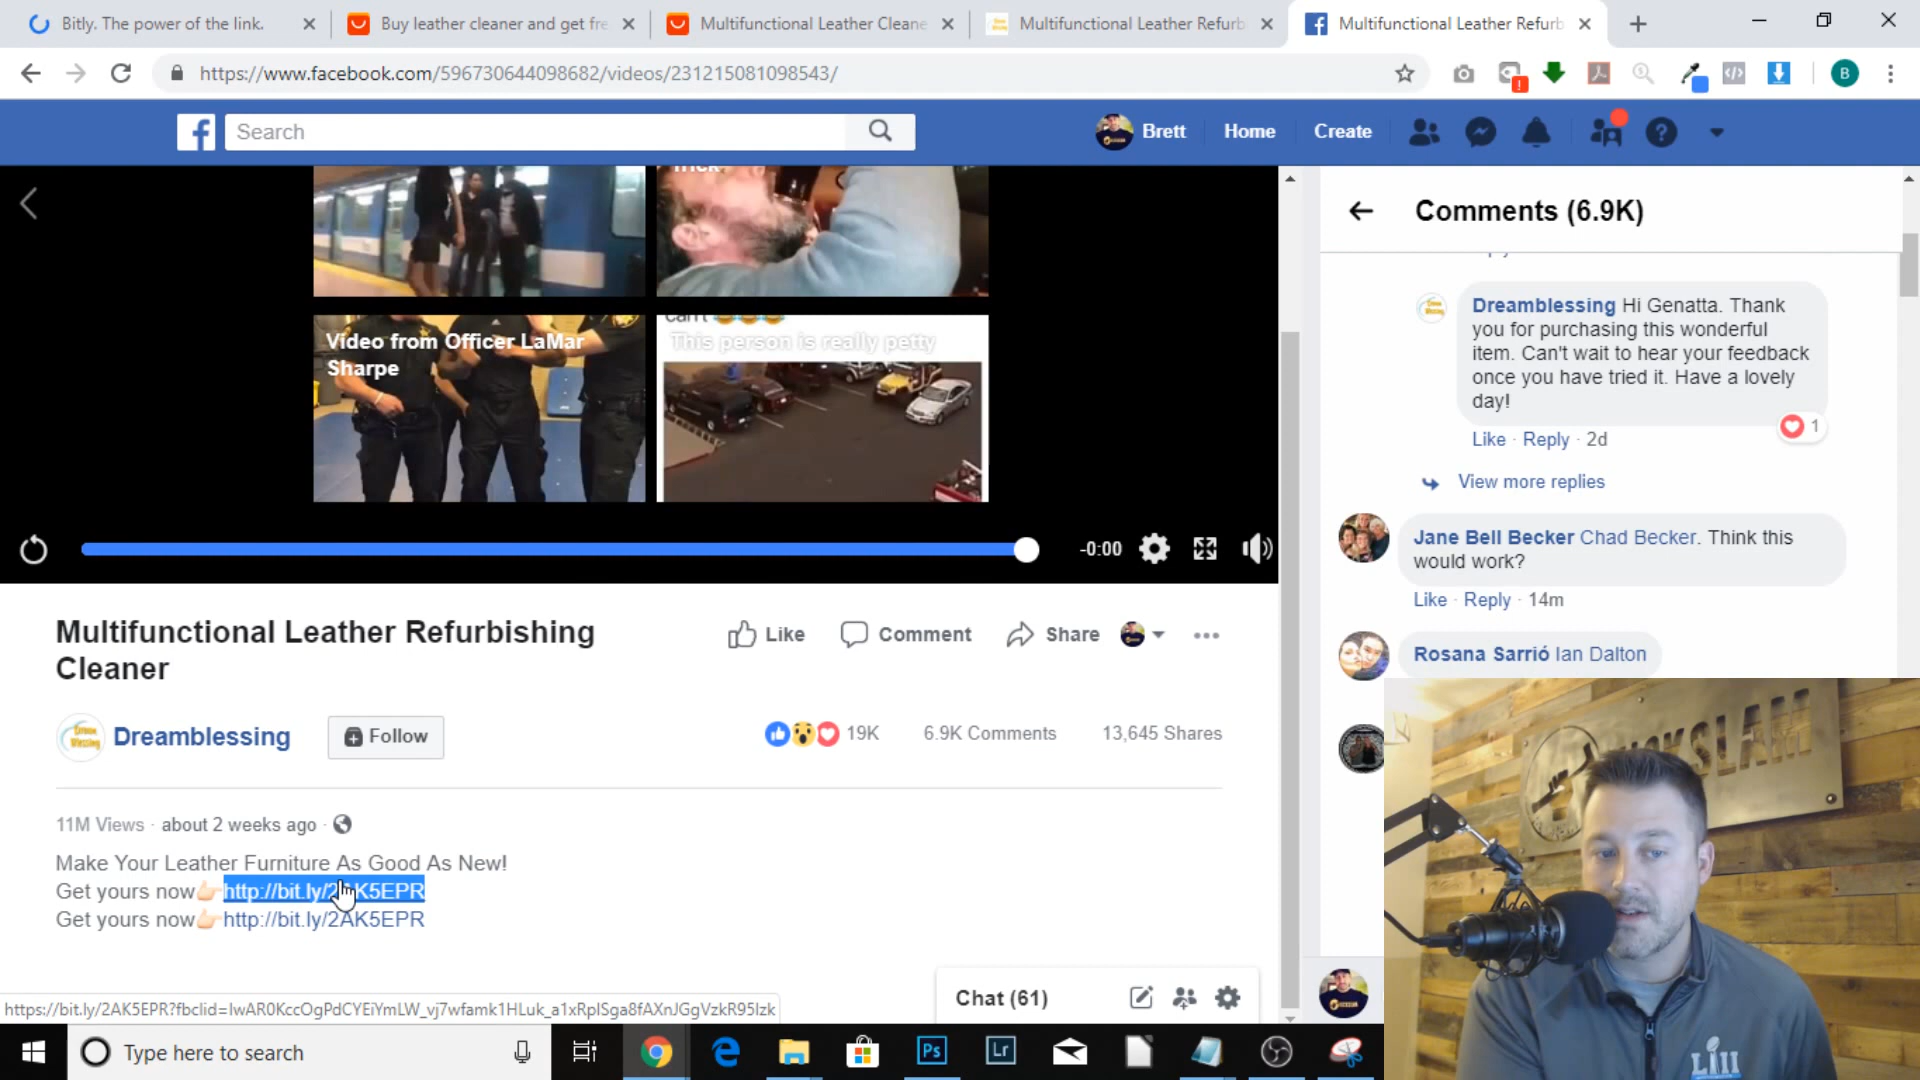 Bitly. The power of the link.
Buy leather cleaner and get fre
Multifunctional Leather Cleane
Multifunctional Leather Refurb
Multifunctional Leather Refurb
https://www.facebook.com/596730644098682/videos/231215081098543/
B
Search
Brett
Home
Create
Video from Officer LaMar
Sharpe
This person is really petty
-0:00
Multifunctional Leather Refurbishing
Cleaner
Like
Comment
Share
Dreamblessing
Follow
19K
6.9K Comments
13,645 Shares
11M Views · about 2 weeks ago ·
Make Your Leather Furniture As Good As New!
Get yours now👉http://bit.ly/2AK5EPR
Get yours now👉http://bit.ly/2AK5EPR
Comments (6.9K)
Dreamblessing Hi Genatta. Thank
you for purchasing this wonderful
item. Can't wait to hear your feedback
once you have tried it. Have a lovely
day!
1
Like · Reply · 2d
View more replies
Jane Bell Becker Chad Becker. Think this
would work?
Like · Reply · 14m
Rosana Sarrió Ian Dalton
Chat (61)
LII
Type here to search
Ps
Lr